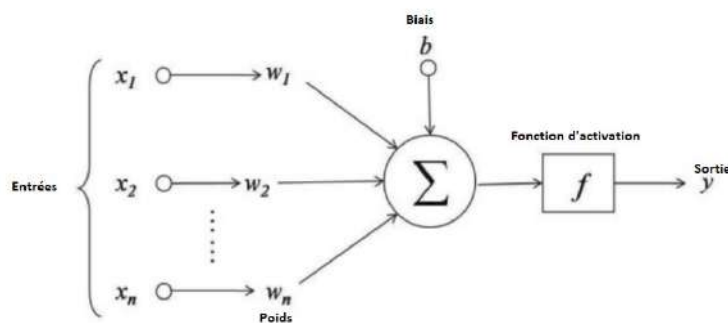 Biais
b
x1 w1
Fonction d'activation
Entrées x2 w2 Σ f Sortie
y
xn wn
Poids